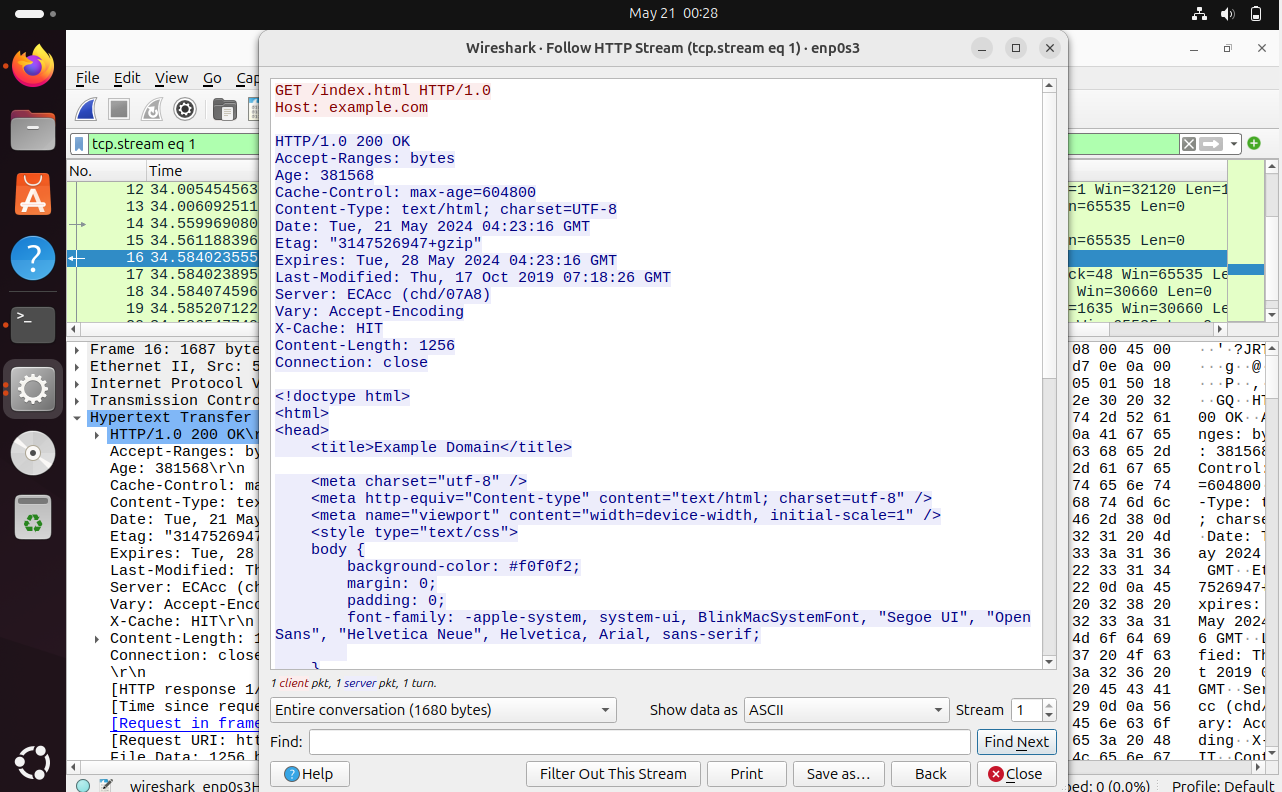 May 21  00:28
Wireshark · Follow HTTP Stream (tcp.stream eq 1) · enp0s3
File Edit View Go Cap
tcp.stream eq 1
No. Time
12 34.005454563
13 34.006092511
14 34.559969080
15 34.561188396
16 34.584023555
17 34.584023895
18 34.584074596
19 34.585207122
=1 Win=32120 Len=1
n=65535 Len=0
n=65535 Len=0
ck=48 Win=65535 Le
Win=30660 Len=0
=1635 Win=30660 Le
Frame 16: 1687 byte
Ethernet II, Src: 5
Internet Protocol V
Transmission Contro
Hypertext Transfer
HTTP/1.0 200 OK\r
Accept-Ranges: by
Age: 381568\r\n
Cache-Control: ma
Content-Type: tex
Date: Tue, 21 May
Etag: "3147526947
Expires: Tue, 28
Last-Modified: Th
Server: ECAcc (ch
Vary: Accept-Enco
X-Cache: HIT\r\n
Content-Length: 1
Connection: close
\r\n
[HTTP response 1/
[Time since reque
[Request in frame
[Request URI: htt
File Data: 1256 b
GET /index.html HTTP/1.0
Host: example.com
HTTP/1.0 200 OK
Accept-Ranges: bytes
Age: 381568
Cache-Control: max-age=604800
Content-Type: text/html; charset=UTF-8
Date: Tue, 21 May 2024 04:23:16 GMT
Etag: "3147526947+gzip"
Expires: Tue, 28 May 2024 04:23:16 GMT
Last-Modified: Thu, 17 Oct 2019 07:18:26 GMT
Server: ECAcc (chd/07A8)
Vary: Accept-Encoding
X-Cache: HIT
Content-Length: 1256
Connection: close
<!doctype html>
<html>
<head>
<title>Example Domain</title>
<meta charset="utf-8" />
<meta http-equiv="Content-type" content="text/html; charset=utf-8" />
<meta name="viewport" content="width=device-width, initial-scale=1" />
<style type="text/css">
body {
background-color: #f0f0f2;
margin: 0;
padding: 0;
font-family: -apple-system, system-ui, BlinkMacSystemFont, "Segoe UI", "Open
Sans", "Helvetica Neue", Helvetica, Arial, sans-serif;
}
1 client pkt, 1 server pkt, 1 turn.
Entire conversation (1680 bytes) Show data as ASCII Stream 1
Find: Find Next
Help Filter Out This Stream Print Save as… Back Close
08 00 45 00 ··'·?JRT
d7 0e 0a 00 ···g··@·
05 01 50 18 ···P··,·
2e 30 20 32 ··GQ··HT
74 2d 52 61 00 OK··A
0a 41 67 65 nges: by
63 68 65 2d : 381568
2d 61 67 65 Control:
74 65 6e 74 =604800·
68 74 6d 6c -Type: t
46 2d 38 0d ; charse
32 31 20 4d ·Date: T
33 3a 31 36 ay 2024
22 33 31 34 GMT··Et
22 0d 0a 45 7526947+
20 32 38 20 xpires:
32 33 3a 31 May 2024
4d 6f 64 69 6 GMT··L
37 20 4f 63 fied: Th
3a 32 36 20 t 2019 0
20 45 43 41 GMT··Ser
29 0d 0a 56 cc (chd/
45 6e 63 6f ary: Acc
65 3a 20 48 ding··X-
4c 65 6e 67 IT··Cont
wireshark_enp0s3H
ped: 0 (0.0%) Profile: Default